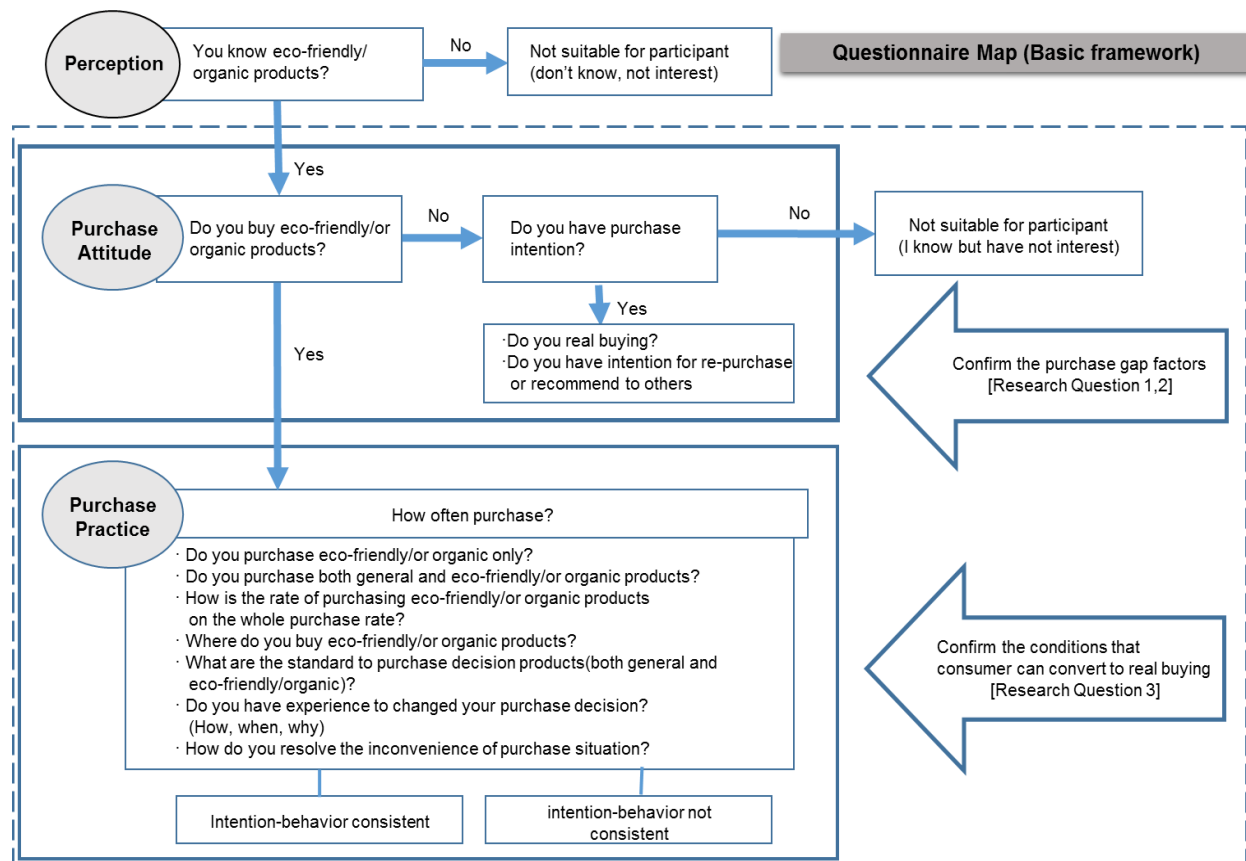 Perception
You know eco-friendly/
organic products?
No
Not suitable for participant
(don't know, not interest)
Questionnaire Map (Basic framework)
Yes
Purchase
Attitude
Do you buy eco-friendly/or
organic products?
No
Do you have purchase
intention?
No
Not suitable for participant
(I know but have not interest)
Yes
·Do you real buying?
·Do you have intention for re-purchase
or recommend to others
Yes
Confirm the purchase gap factors
[Research Question 1,2]
Purchase
Practice
How often purchase?
· Do you purchase eco-friendly/or organic only?
· Do you purchase both general and eco-friendly/or organic products?
· How is the rate of purchasing eco-friendly/or organic products
on the whole purchase rate?
· Where do you buy eco-friendly/or organic products?
· What are the standard to purchase decision products(both general and
eco-friendly/organic)?
· Do you have experience to changed your purchase decision?
(How, when, why)
· How do you resolve the inconvenience of purchase situation?
Confirm the conditions that
consumer can convert to real buying
[Research Question 3]
Intention-behavior consistent
intention-behavior not
consistent